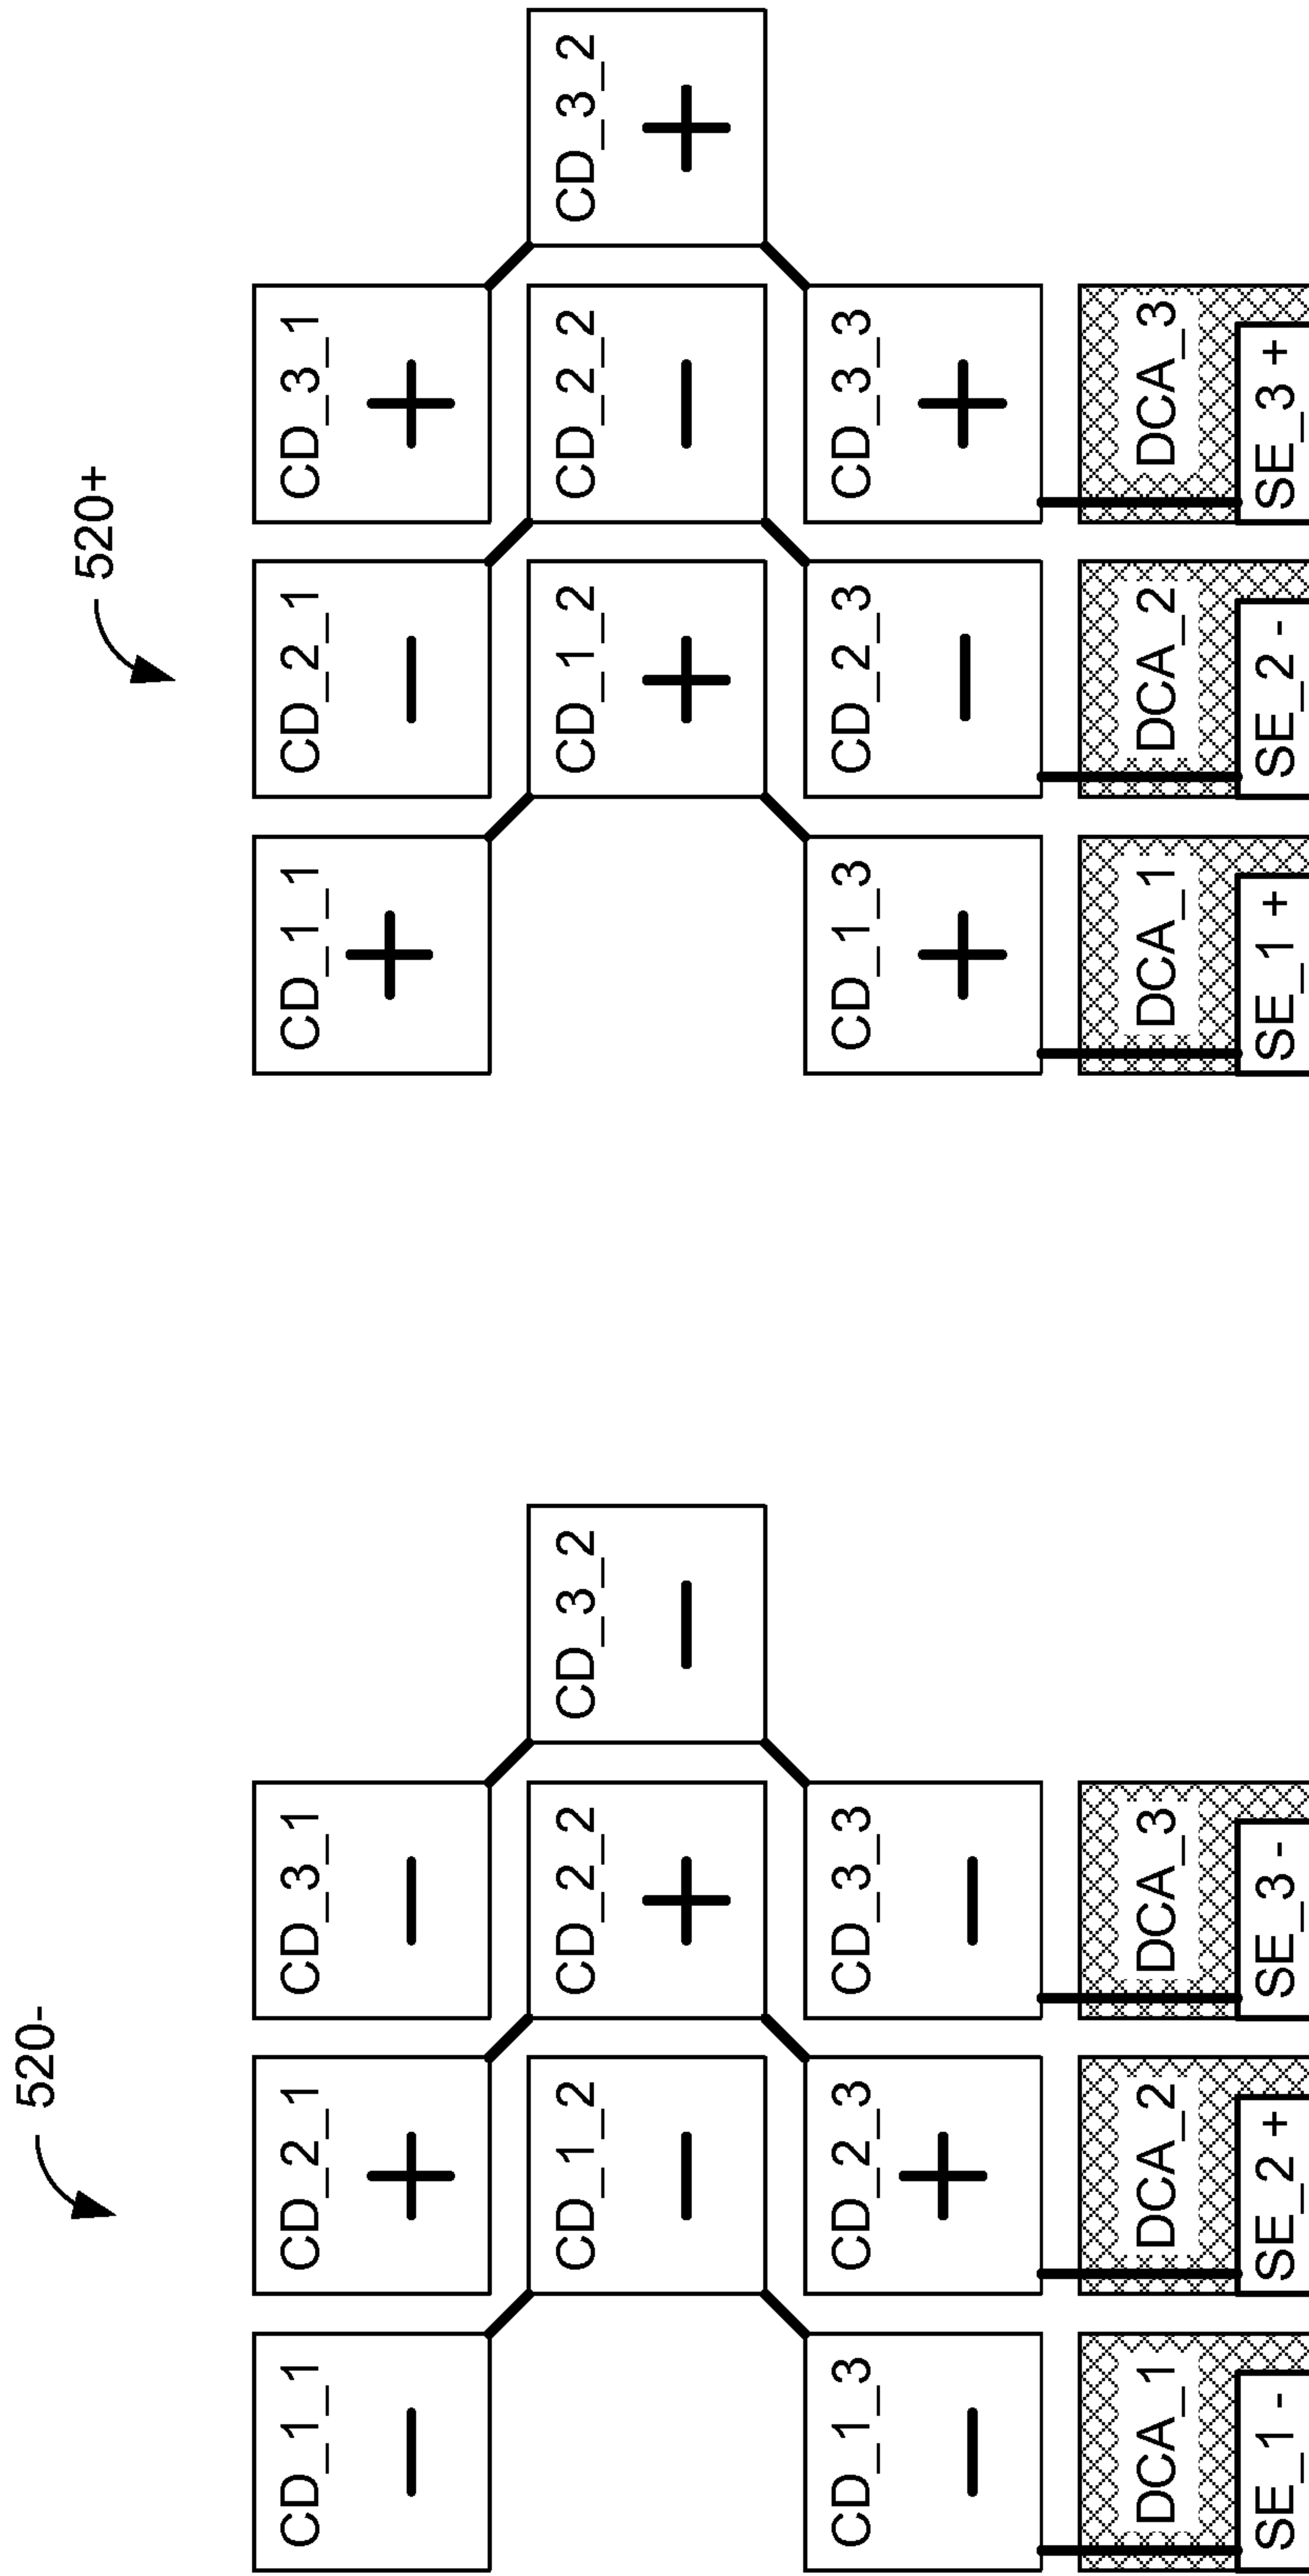 520-
CD_1_1
−
CD_2_1
+
CD_3_1
−
CD_1_2
−
CD_2_2
+
CD_3_2
−
CD_1_3
−
CD_2_3
+
CD_3_3
−
DCA_1
DCA_2
DCA_3
SE_1 -
SE_2 +
SE_3 -
520+
CD_1_1
+
CD_2_1
−
CD_3_1
+
CD_1_2
+
CD_2_2
−
CD_3_2
+
CD_1_3
+
CD_2_3
−
CD_3_3
+
DCA_1
DCA_2
DCA_3
SE_1 +
SE_2 -
SE_3 +